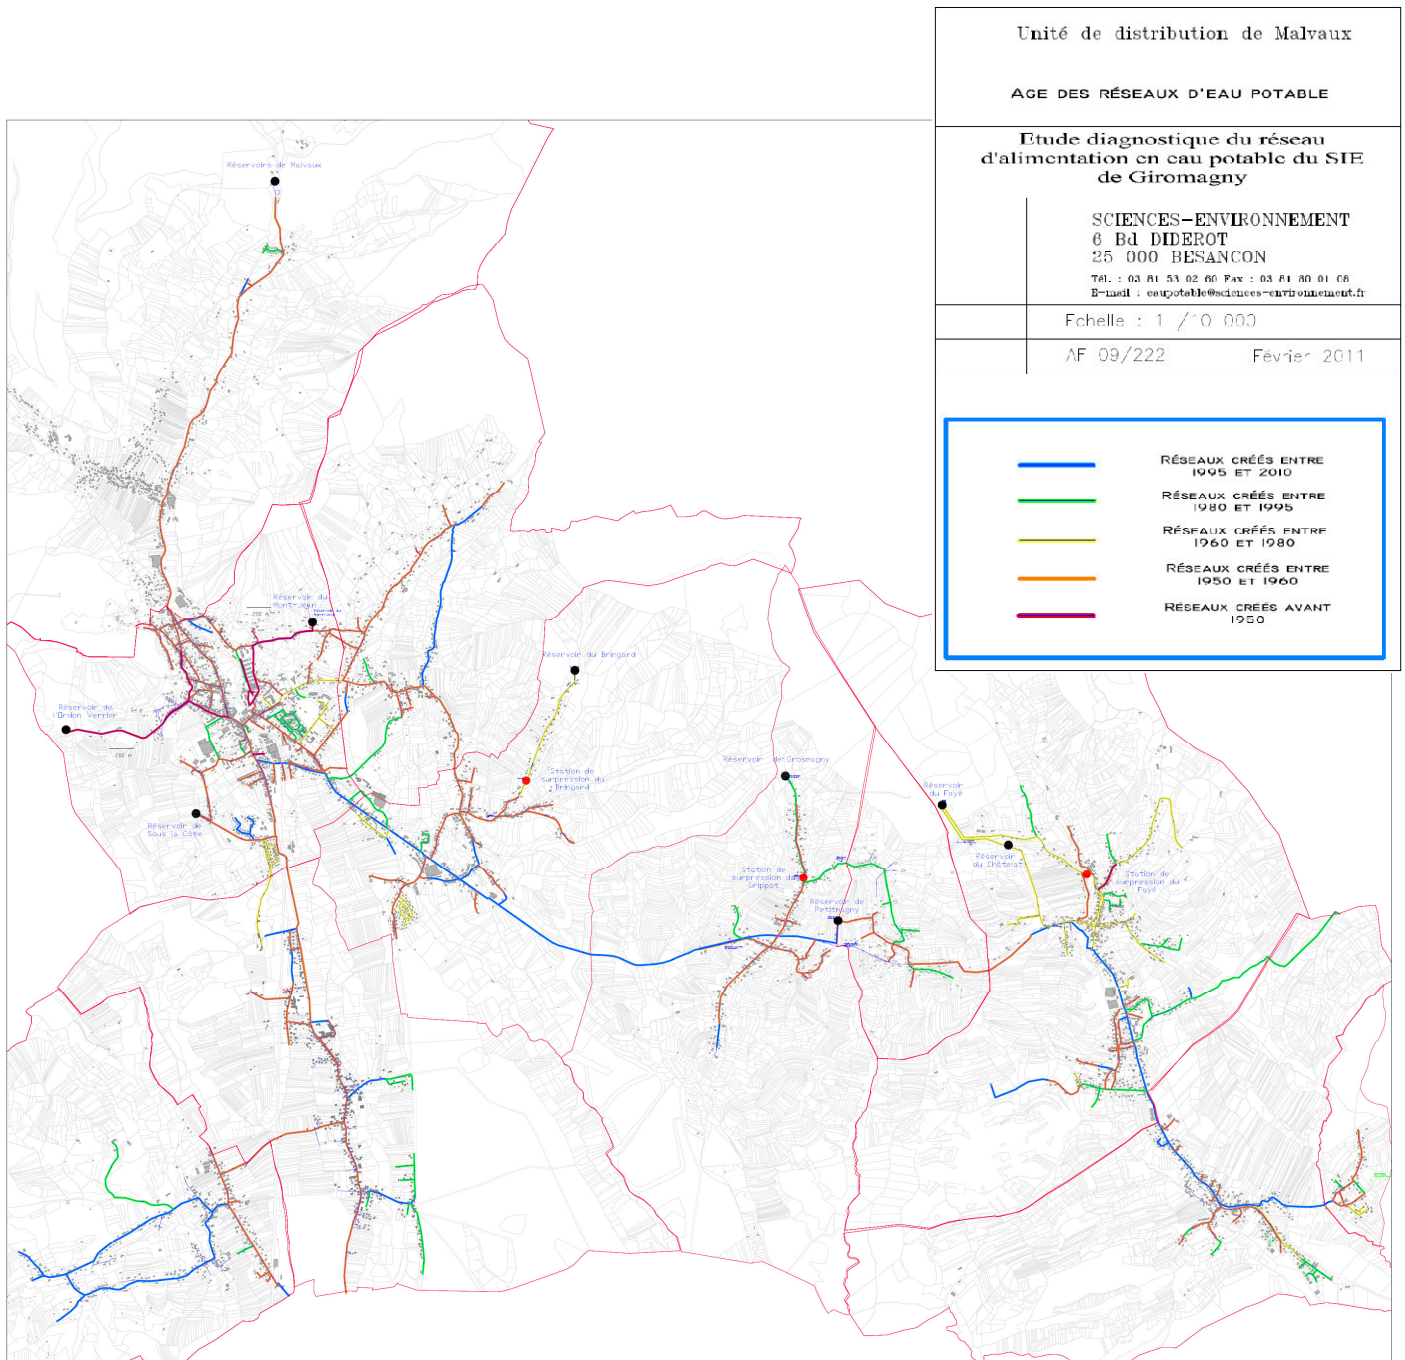 Unité de distribution de Malvaux
AGE DES RÉSEAUX D'EAU POTABLE
Etude diagnostique du réseau
d'alimentation en eau potable du SIE
de Giromagny
SCIENCES-ENVIRONNEMENT
6 Bd DIDEROT
25 000 BESANCON
Tél. : 03 81 53 02 60 Fax : 03 81 80 01 08
E-mail : eaupotable@sciences-environnement.fr
Echelle : 1 /10 000
AF 09/222 Février 2011
RÉSEAUX CRÉÉS ENTRE
1995 ET 2010
RÉSEAUX CRÉÉS ENTRE
1980 ET 1995
RÉSEAUX CRÉÉS ENTRE
1960 ET 1980
RÉSEAUX CRÉÉS ENTRE
1950 ET 1960
RÉSEAUX CRÉÉS AVANT
1950
Réservoirs de Malvaux
Réservoir du
Mont-Jean
200 m
Réservoir du Bringard
Réservoir de
l'Ordon Verrier
200 m
Station de
surpression du
Bringard
Réservoir de
Sous la Côte
Réservoir de Grosmagny
Réservoir
du Fayé
Réservoir
du Châtelat
Station de
surpression du
Grippot
Station de
surpression du
Fayé
Réservoir de
Petitmagny